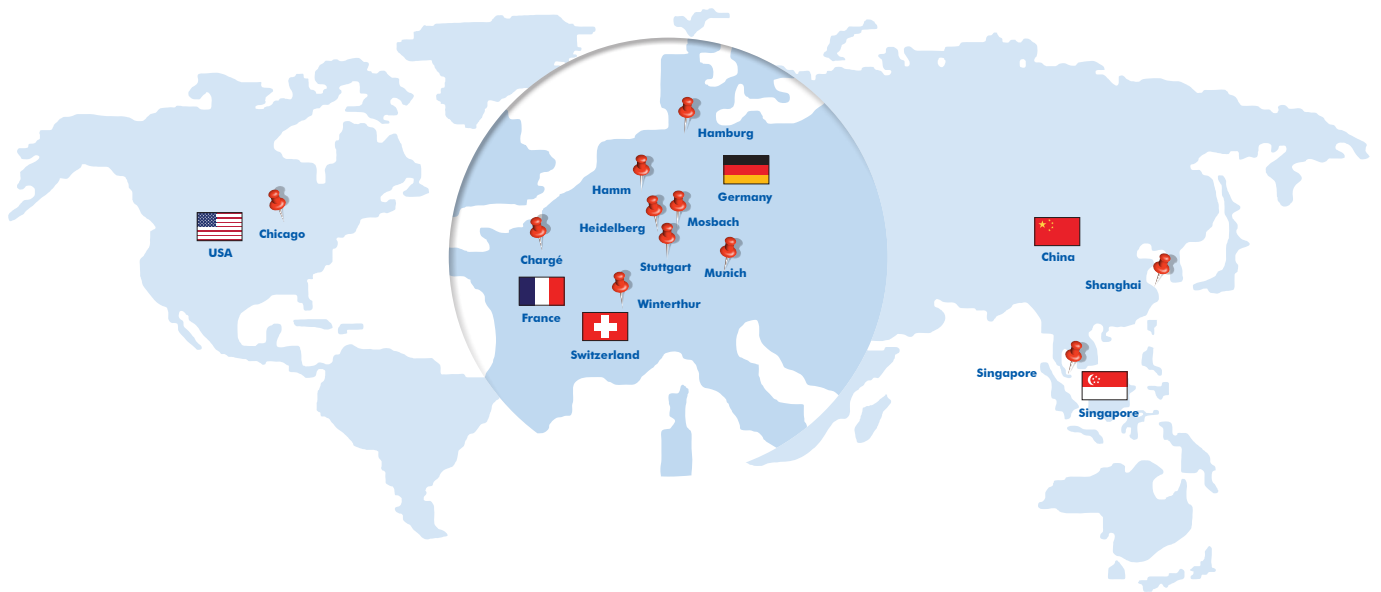 Hamburg
Hamm
Germany
Heidelberg
Mosbach
Chicago
USA
Chargé
Stuttgart
Munich
France
Winterthur
Switzerland
China
Shanghai
Singapore
Singapore